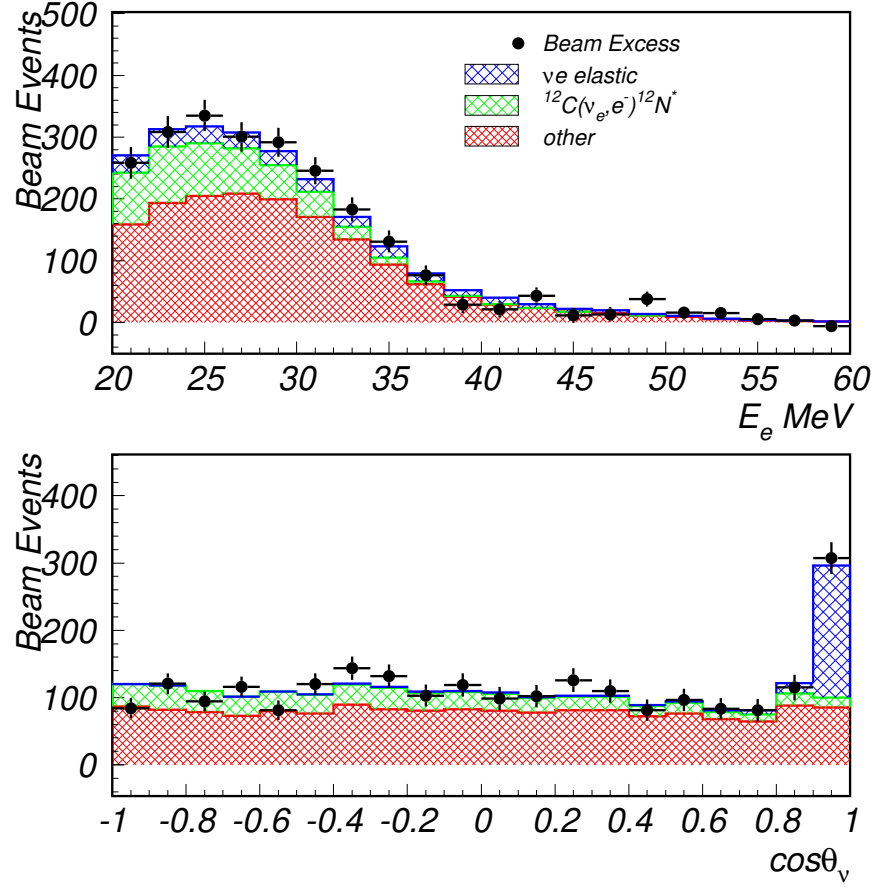 500
400
300
200
100
0
Beam Events
Beam Excess
νe elastic
¹²C(νₑ,e⁻)¹²N*
other
20 25 30 35 40 45 50 55 60
Eₑ MeV
400
300
200
100
0
Beam Events
-1 -0.8 -0.6 -0.4 -0.2 0 0.2 0.4 0.6 0.8 1
cosθᵥ